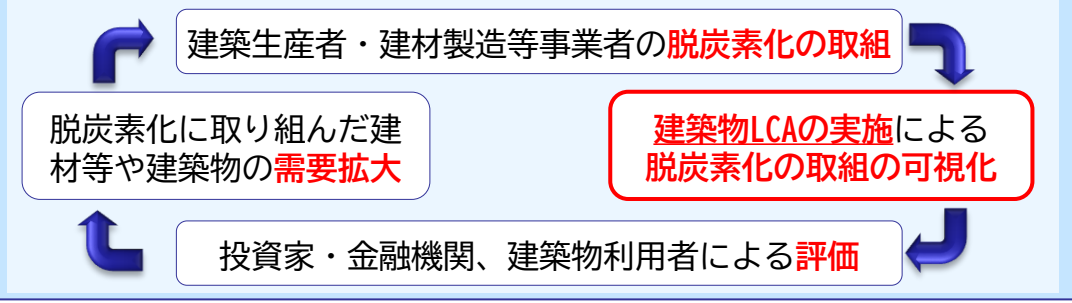 建築生産者・建材製造等事業者の脱炭素化の取組
脱炭素化に取り組んだ建
材等や建築物の需要拡大
建築物LCAの実施による
脱炭素化の取組の可視化
投資家・金融機関、建築物利用者による評価